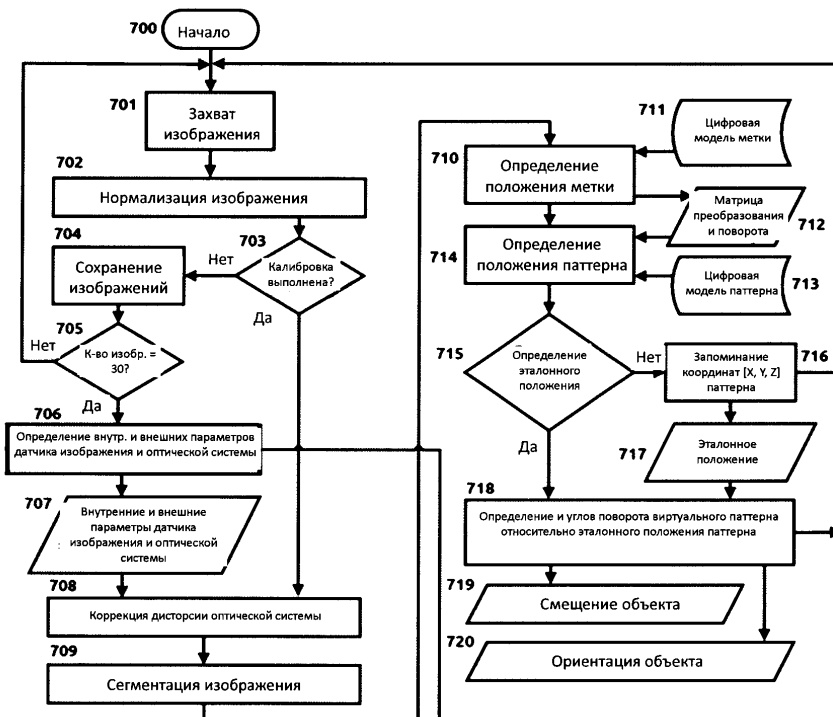 700
Начало
701
Захват
изображения
702
Нормализация изображения
703
Калибровка
выполнена?
Нет
Да
704
Сохранение
изображений
705
К-во изобр. =
30?
Нет
Да
706
Определение внутр. и внешних параметров
датчика изображения и оптической системы
707
Внутренние и внешние
параметры датчика
изображения и оптической
системы
708
Коррекция дисторсии оптической системы
709
Сегментация изображения
710
Определение
положения метки
711
Цифровая
модель метки
Матрица
преобразования
и поворота
712
714
Определение
положения паттерна
Цифровая
модель паттерна
713
715
Определение
эталонного
положения
Нет
Да
Запоминание
координат [X, Y, Z]
паттерна
716
717
Эталонное
положение
718
Определение и углов поворота виртуального паттерна
относительно эталонного положения паттерна
719
Смещение объекта
720
Ориентация объекта